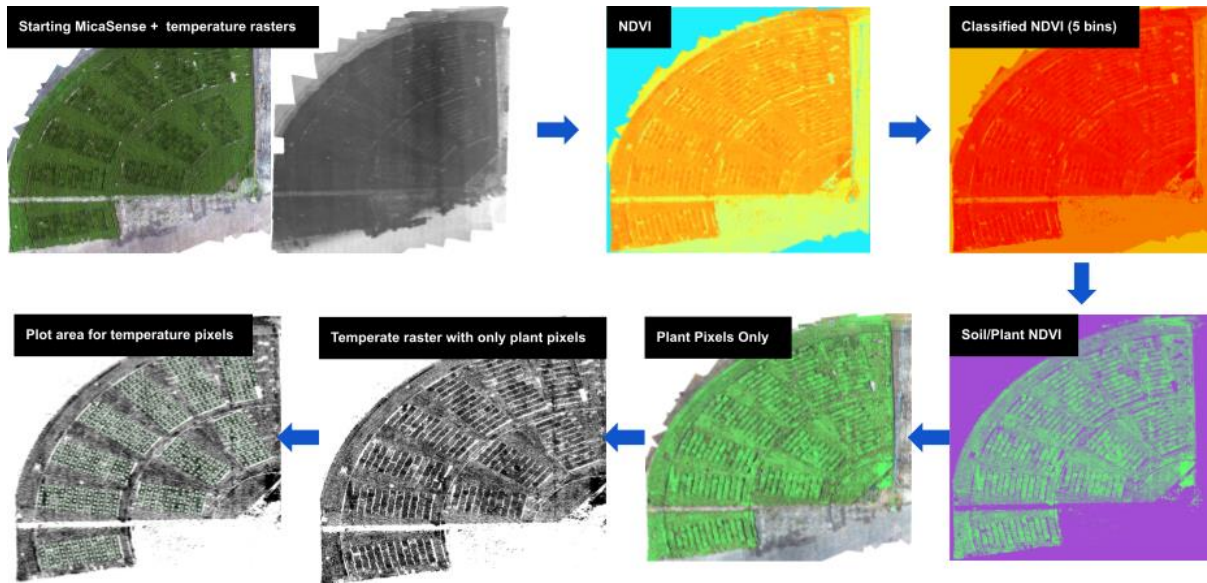 Starting MicaSense + temperature rasters
NDVI
Classified NDVI (5 bins)
Plot area for temperature pixels
Temperate raster with only plant pixels
Plant Pixels Only
Soil/Plant NDVI